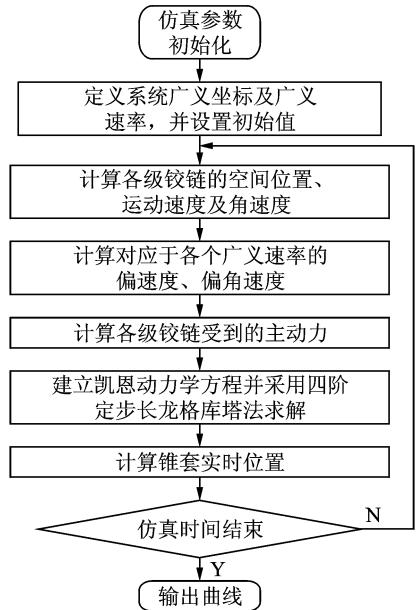 仿真参数
初始化
定义系统广义坐标及广义
速率，并设置初始值
计算各级铰链的空间位置、
运动速度及角速度
计算对应于各个广义速率的
偏速度、偏角速度
计算各级铰链受到的主动力
建立凯恩动力学方程并采用四阶
定步长龙格库塔法求解
计算锥套实时位置
仿真时间结束
N
Y
输出曲线